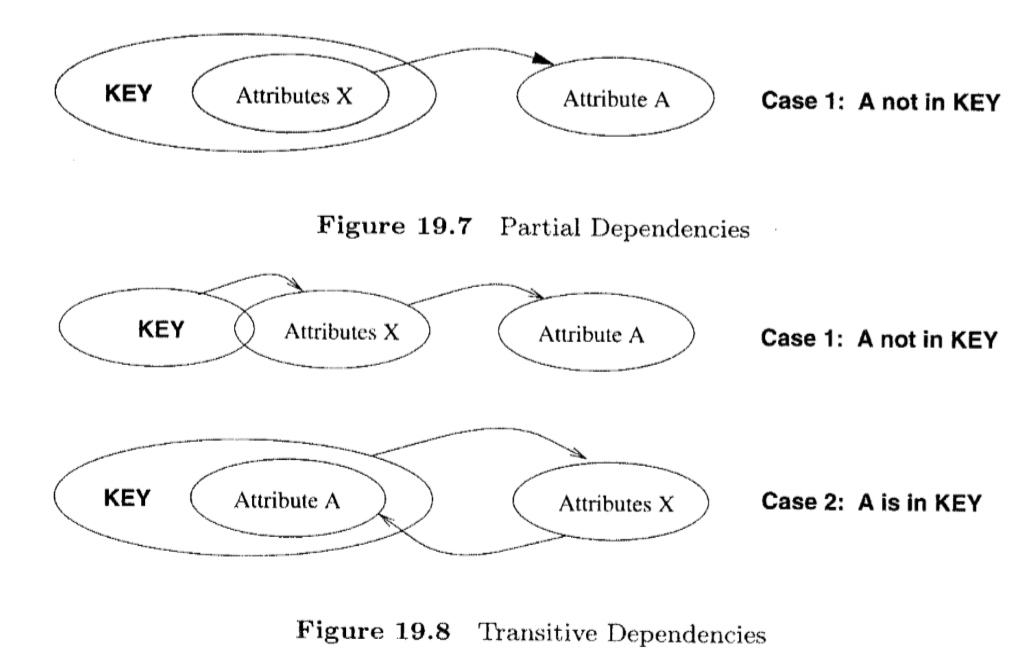 KEY Attributes X Attribute A Case 1: A not in KEY
Figure 19.7 Partial Dependencies
KEY Attributes X Attribute A Case 1: A not in KEY
KEY Attribute A Attributes X Case 2: A is in KEY
Figure 19.8 Transitive Dependencies